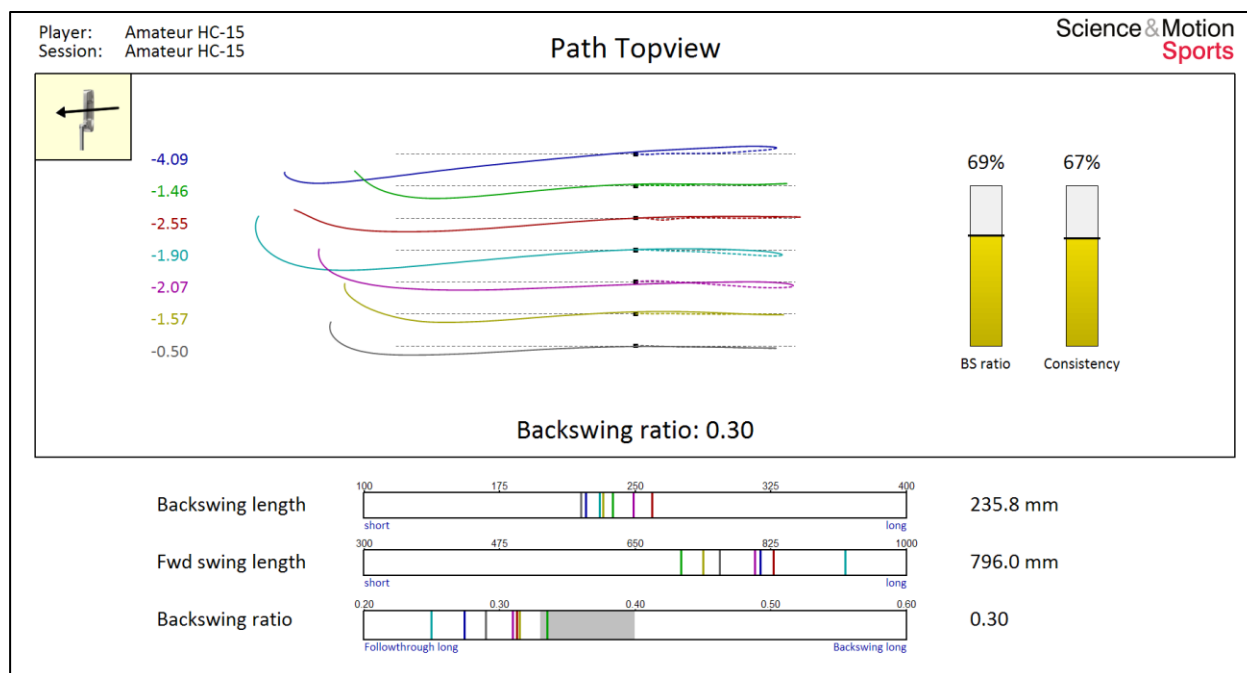 Player: Amateur HC-15
Session: Amateur HC-15
Path Topview
Science&Motion
Sports
-4.09
-1.46
-2.55
-1.90
-2.07
-1.57
-0.50
69% 67%
BS ratio Consistency
Backswing ratio: 0.30
100 175 250 325 400
Backswing length 235.8 mm
short long
300 475 650 825 1000
Fwd swing length 796.0 mm
short long
0.20 0.30 0.40 0.50 0.60
Backswing ratio 0.30
Followthrough long Backswing long